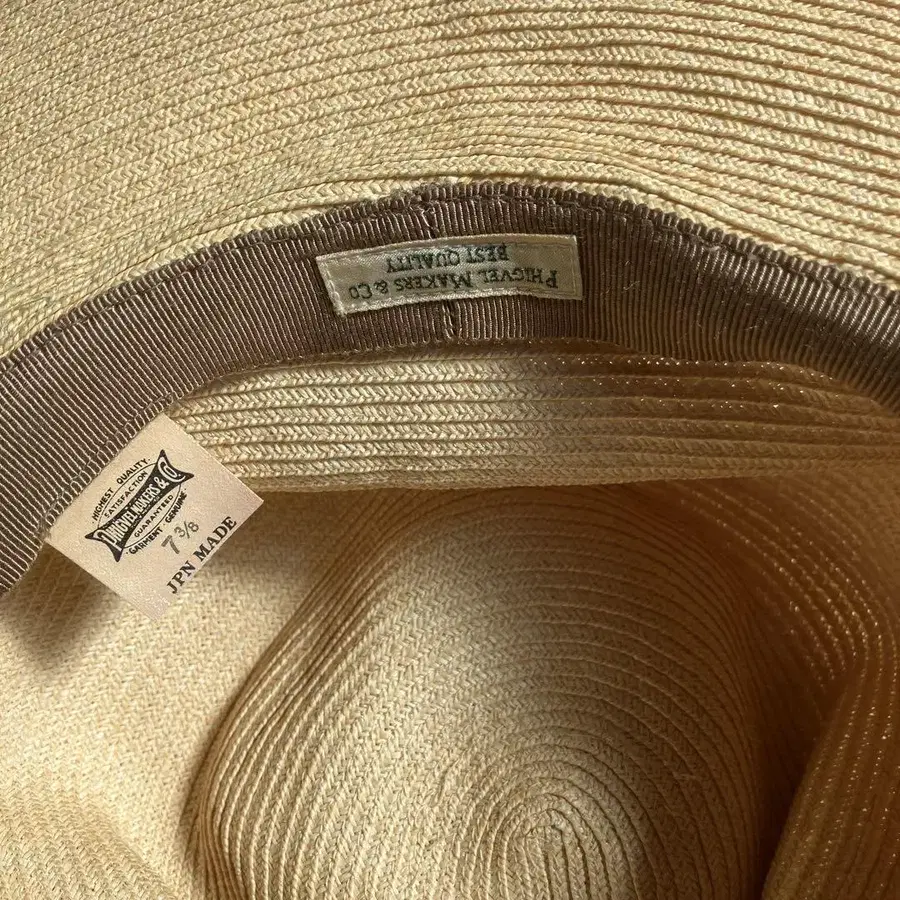 PHIGVEL MAKERS & CO
BEST QUALITY
HIGHEST QUALITY.
SATISFACTION
PHIGVEL MAKERS & Co.
GUARANTEED
GARMENT - GENUINE
7 3/8
JPN MADE